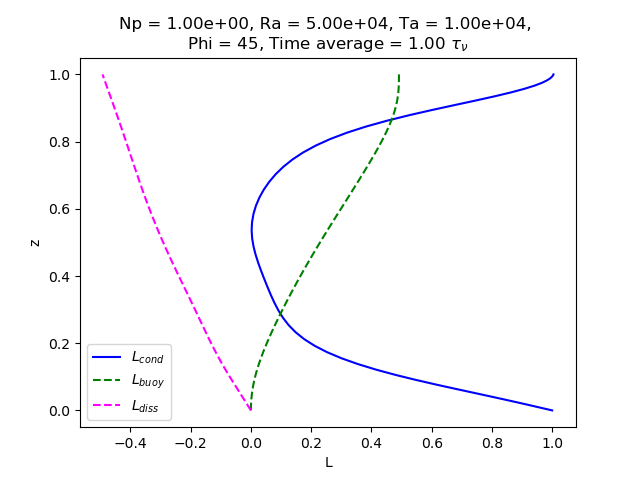 Np = 1.00e+00, Ra = 5.00e+04, Ta = 1.00e+04,
Phi = 45, Time average = 1.00 τ_ν
1.0
0.8
0.6
0.4
0.2
0.0
z
L_cond
L_buoy
L_diss
−0.4 −0.2 0.0 0.2 0.4 0.6 0.8 1.0
L